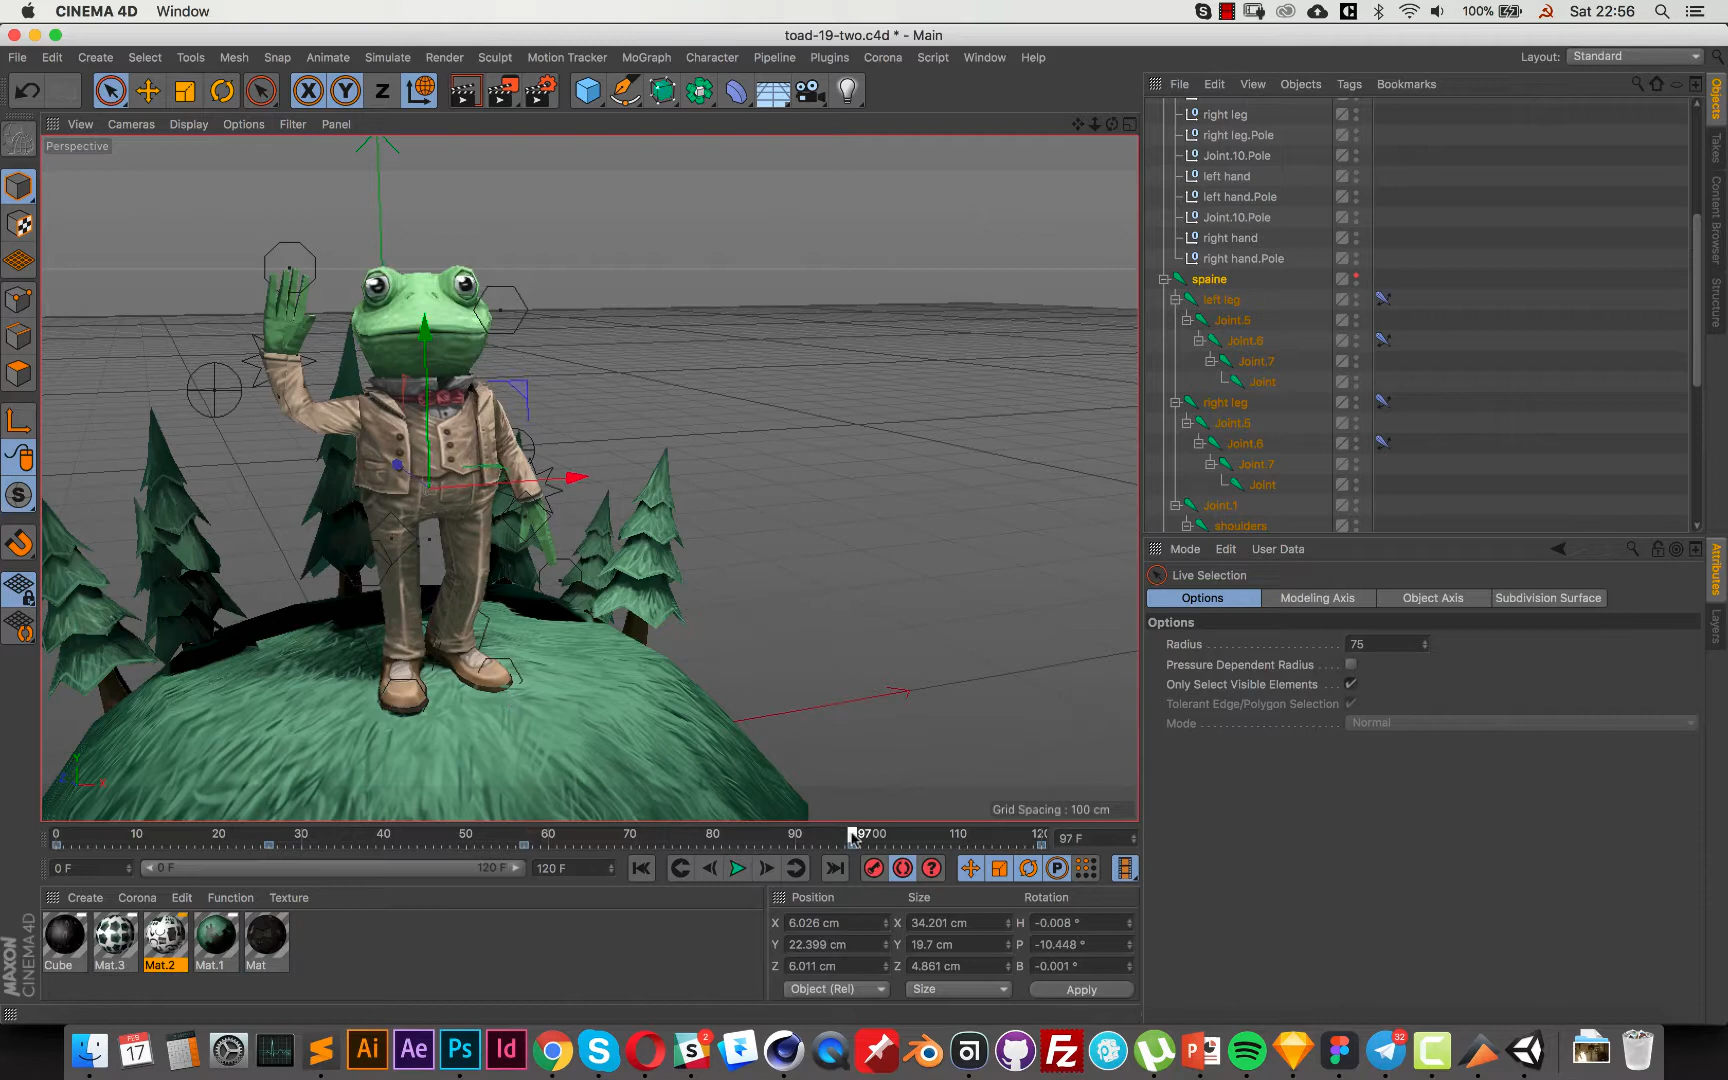 CINEMA 4D Window
100% Sat 22:56
toad-19-two.c4d * - Main
File Edit Create Select Tools Mesh Snap Animate Simulate Render Sculpt Motion Tracker MoGraph Character Pipeline Plugins Corona Script Window Help
Layout: Standard
X Y Z
File Edit View Objects Tags Bookmarks
View Cameras Display Options Filter Panel
Perspective
right leg
right leg.Pole
Joint.10.Pole
left hand
left hand.Pole
Joint.10.Pole
right hand
right hand.Pole
spaine
left leg
Joint.5
Joint.6
Joint.7
Joint
right leg
Joint.5
Joint.6
Joint.7
Joint
Joint.1
shoulders
Objects
Takes
Content Browser
Structure
Mode Edit User Data
Live Selection
Options Modeling Axis Object Axis Subdivision Surface
Options
Radius 75
Pressure Dependent Radius
Only Select Visible Elements
Tolerant Edge/Polygon Selection
Mode Normal
Attributes
Layers
Grid Spacing : 100 cm
0 10 20 30 40 50 60 70 80 90 9700 110 120
97 F
0 F 0 F 120 F 120 F
Create Corona Edit Function Texture
Cube Mat.3 Mat.2 Mat.1 Mat
Position Size Rotation
X 6.026 cm X 34.201 cm H -0.008 °
Y 22.399 cm Y 19.7 cm P -10.448 °
Z 6.011 cm Z 4.861 cm B -0.001 °
Object (Rel) Size Apply
MAXON
CINEMA 4D
FEB
17
Ai Ae Ps Id
2
32